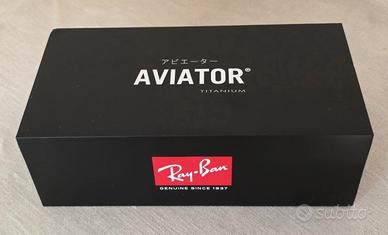 アビエーター
AVIATOR®
TITANIUM
Ray-Ban
GENUINE SINCE 1937
subito